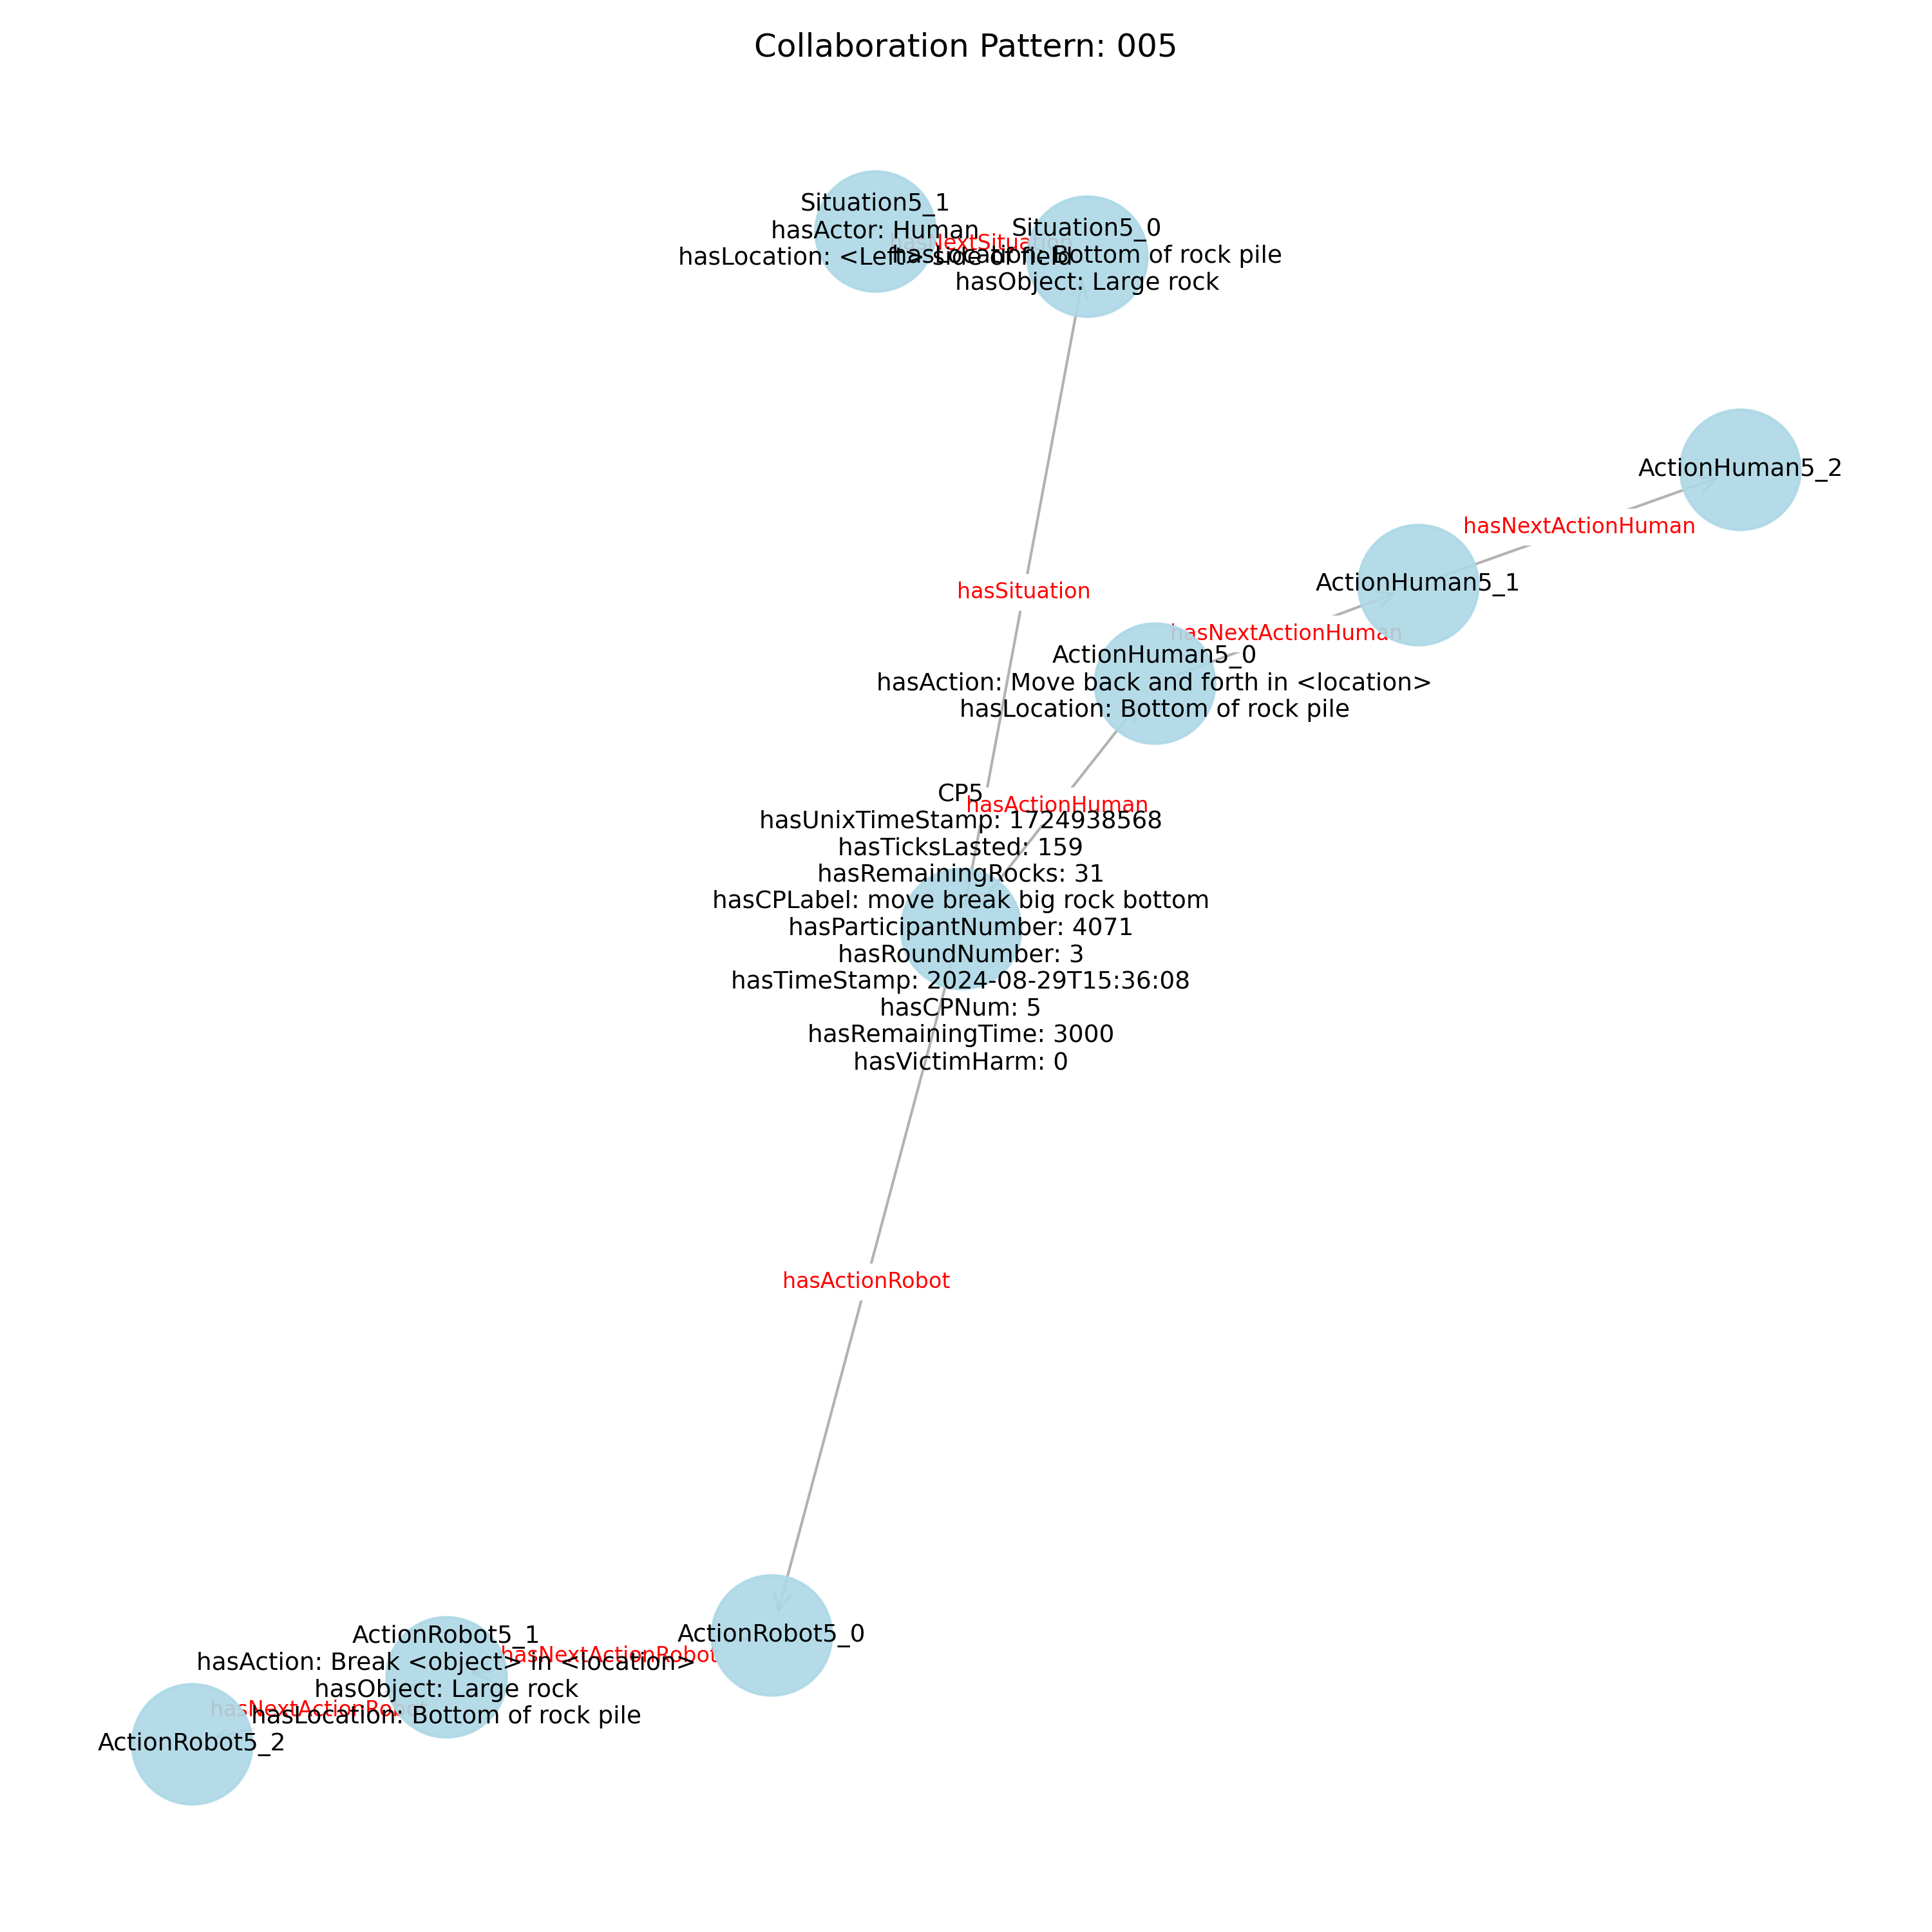 Collaboration Pattern: 005
Situation5_1
hasActor: Human
hasLocation: <Left> side of field
hasNextSituation
Situation5_0
hasLocation: Bottom of rock pile
hasObject: Large rock
ActionHuman5_2
hasNextActionHuman
ActionHuman5_1
hasSituation
hasNextActionHuman
ActionHuman5_0
hasAction: Move back and forth in <location>
hasLocation: Bottom of rock pile
hasActionHuman
CP5
hasUnixTimeStamp: 1724938568
hasTicksLasted: 159
hasRemainingRocks: 31
hasCPLabel: move break big rock bottom
hasParticipantNumber: 4071
hasRoundNumber: 3
hasTimeStamp: 2024-08-29T15:36:08
hasCPNum: 5
hasRemainingTime: 3000
hasVictimHarm: 0
hasActionRobot
ActionRobot5_0
hasNextActionRobot
ActionRobot5_1
hasAction: Break <object> in <location>
hasObject: Large rock
hasLocation: Bottom of rock pile
hasNextActionRobot
ActionRobot5_2